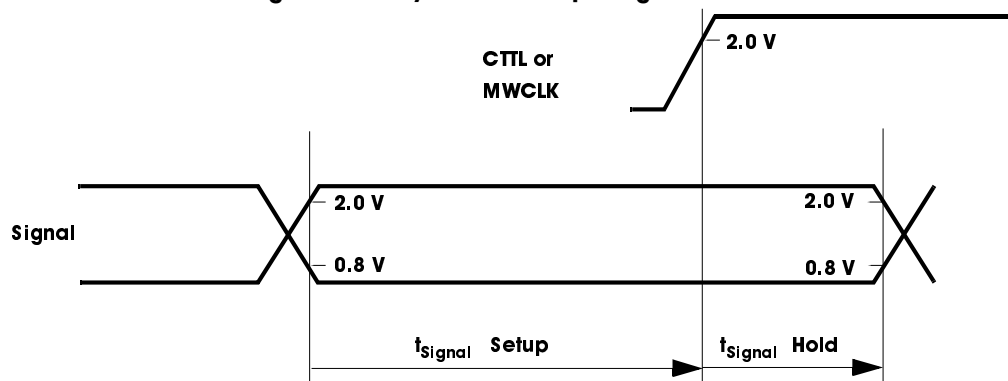 CTTL or
MWCLK
2.0 V
Signal
2.0 V
2.0 V
0.8 V
0.8 V
tSignal Setup
tSignal Hold